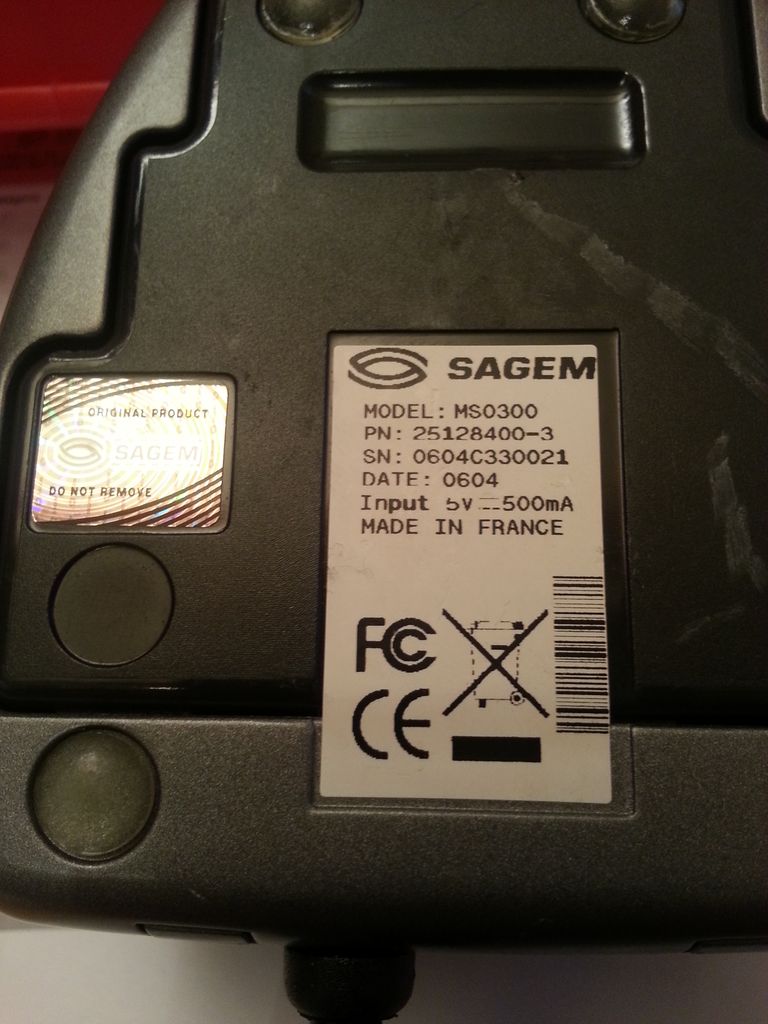 ORIGINAL PRODUCT
SAGEM
DO NOT REMOVE
SAGEM
MODEL: MS0300
PN: 25128400-3
SN: 0604C330021
DATE: 0604
Input 5V⎓500mA
MADE IN FRANCE
FC
CE